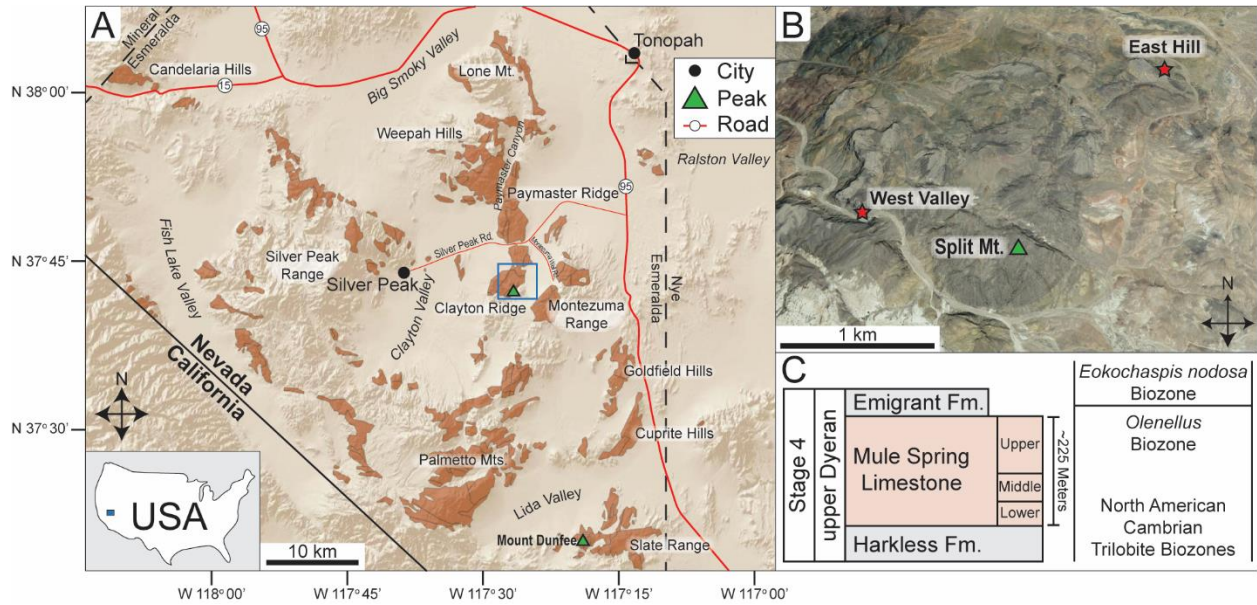 A
Mineral
Esmeralda
95
Tonopah
Candelaria Hills
15
Big Smoky Valley
Lone Mt.
City
Peak
Road
N 38° 00’
Weepah Hills
Paymaster Canyon
95
Ralston Valley
Paymaster Ridge
Fish Lake Valley
Silver Peak Rd.
N 37°45’
Silver Peak
Range
Silver Peak
Clayton Valley
Clayton Ridge
Montezuma
Range
Esmeralda
Nye
Nevada
California
Goldfield Hills
N
N 37°30’
Cuprite Hills
Palmetto Mts
USA
Lida Valley
10 km
Mount Dunfee
Slate Range
W 118°00’
W 117°45’
W 117°30’
W 117°15’
W 117°00’
B
East Hill
West Valley
Split Mt.
N
1 km
C
Stage 4
upper Dyeran
Emigrant Fm.
Mule Spring
Limestone
Upper
Middle
Lower
~225 Meters
Harkless Fm.
Eokochaspis nodosa
Biozone
Olenellus
Biozone
North American
Cambrian
Trilobite Biozones